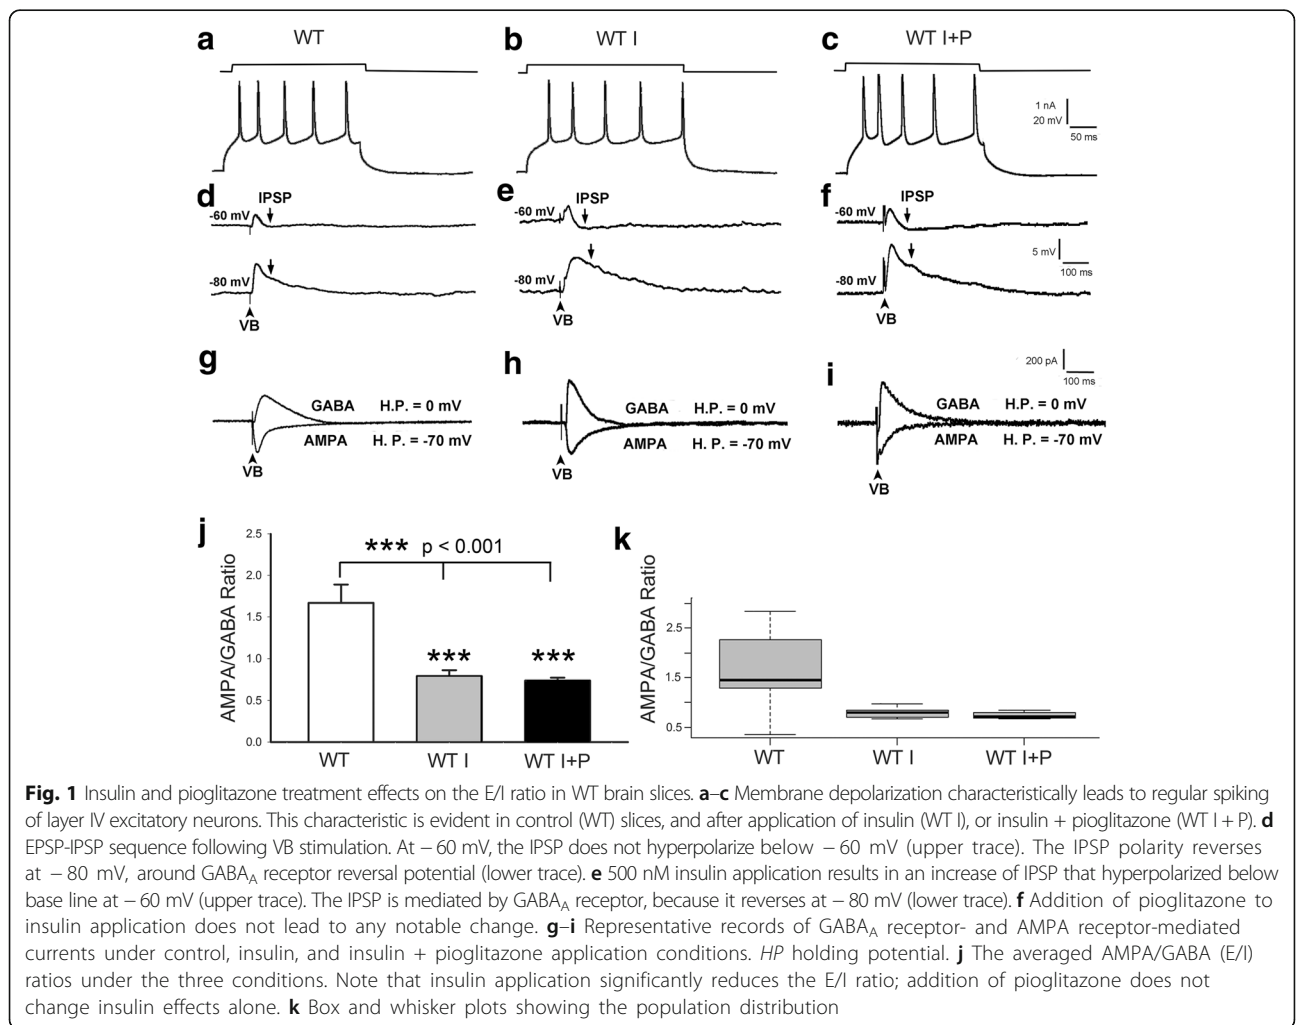 a WT b WT I c WT I+P
1 nA
20 mV
50 ms
d IPSP e IPSP f IPSP
-60 mV -60 mV -60 mV
5 mV
100 ms
-80 mV -80 mV -80 mV
VB VB VB
g h i
200 pA
100 ms
GABA H.P. = 0 mV GABA H.P. = 0 mV GABA H.P. = 0 mV
AMPA H. P. = -70 mV AMPA H. P. = -70 mV AMPA H. P. = -70 mV
VB VB VB
j
AMPA/GABA Ratio
2.5
2.0
1.5
1.0
0.5
0.0
*** p < 0.001
*** ***
WT WT I WT I+P
k
AMPA/GABA Ratio
2.5
1.5
0.5
WT WT I WT I+P
Fig. 1 Insulin and pioglitazone treatment effects on the E/I ratio in WT brain slices. a–c Membrane depolarization characteristically leads to regular spiking
of layer IV excitatory neurons. This characteristic is evident in control (WT) slices, and after application of insulin (WT I), or insulin + pioglitazone (WT I + P). d
EPSP-IPSP sequence following VB stimulation. At − 60 mV, the IPSP does not hyperpolarize below − 60 mV (upper trace). The IPSP polarity reverses
at − 80 mV, around GABAA receptor reversal potential (lower trace). e 500 nM insulin application results in an increase of IPSP that hyperpolarized below
base line at − 60 mV (upper trace). The IPSP is mediated by GABAA receptor, because it reverses at − 80 mV (lower trace). f Addition of pioglitazone to
insulin application does not lead to any notable change. g–i Representative records of GABAA receptor- and AMPA receptor-mediated
currents under control, insulin, and insulin + pioglitazone application conditions. HP holding potential. j The averaged AMPA/GABA (E/I)
ratios under the three conditions. Note that insulin application significantly reduces the E/I ratio; addition of pioglitazone does not
change insulin effects alone. k Box and whisker plots showing the population distribution